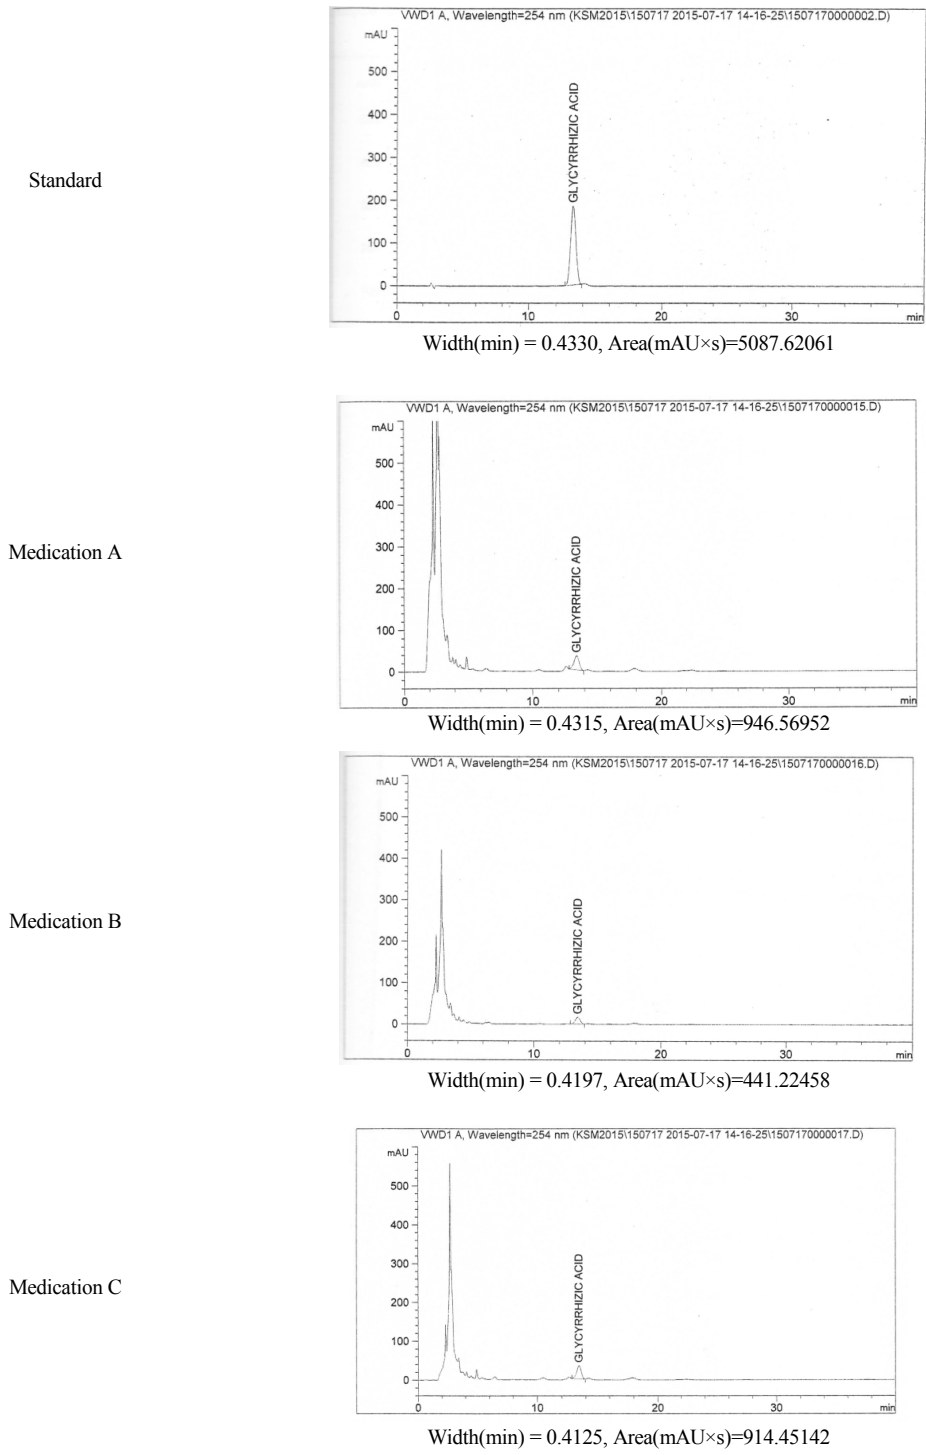 VWD1 A, Wavelength=254 nm (KSM2015\150717 2015-07-17 14-16-25\1507170000002.D)
mAU
500
400
300
200
100
0
GLYCYRRHIZIC ACID
0 10 20 30 min
Standard
Width(min) = 0.4330, Area(mAU×s)=5087.62061
VWD1 A, Wavelength=254 nm (KSM2015\150717 2015-07-17 14-16-25\1507170000015.D)
mAU
500
400
300
200
100
0
GLYCYRRHIZIC ACID
0 10 20 30 min
Medication A
Width(min) = 0.4315, Area(mAU×s)=946.56952
VWD1 A, Wavelength=254 nm (KSM2015\150717 2015-07-17 14-16-25\1507170000016.D)
mAU
500
400
300
200
100
0
GLYCYRRHIZIC ACID
0 10 20 30 min
Medication B
Width(min) = 0.4197, Area(mAU×s)=441.22458
VWD1 A, Wavelength=254 nm (KSM2015\150717 2015-07-17 14-16-25\1507170000017.D)
mAU
500
400
300
200
100
0
GLYCYRRHIZIC ACID
0 10 20 30 min
Medication C
Width(min) = 0.4125, Area(mAU×s)=914.45142